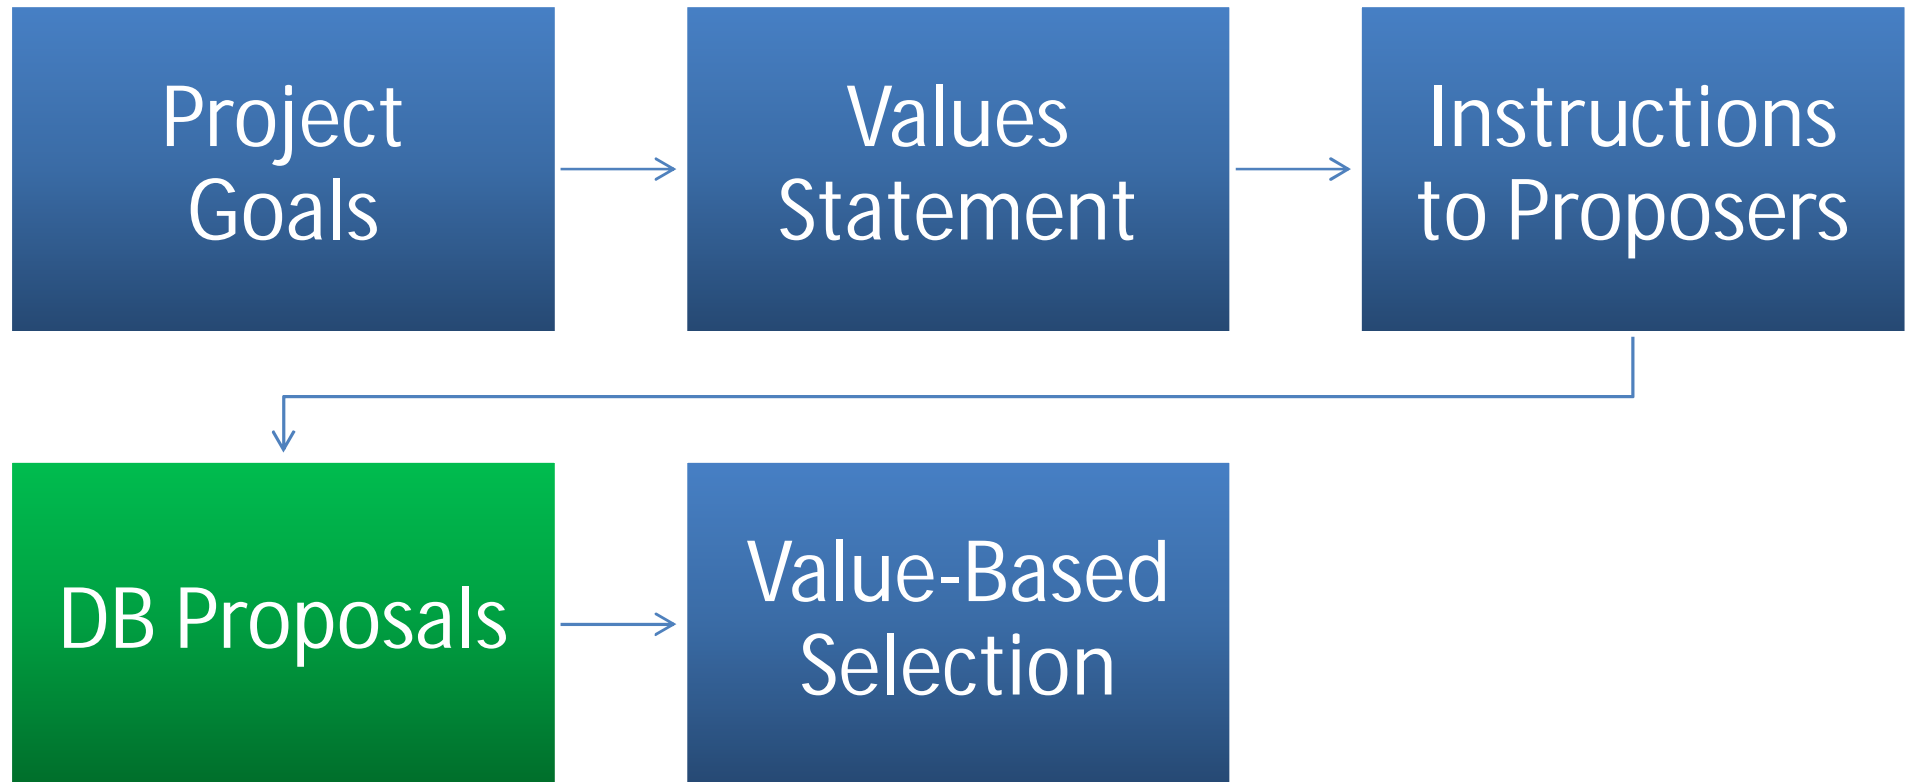 Project
Goals
Values
Statement
Instructions
to Proposers
DB Proposals
Value-Based
Selection